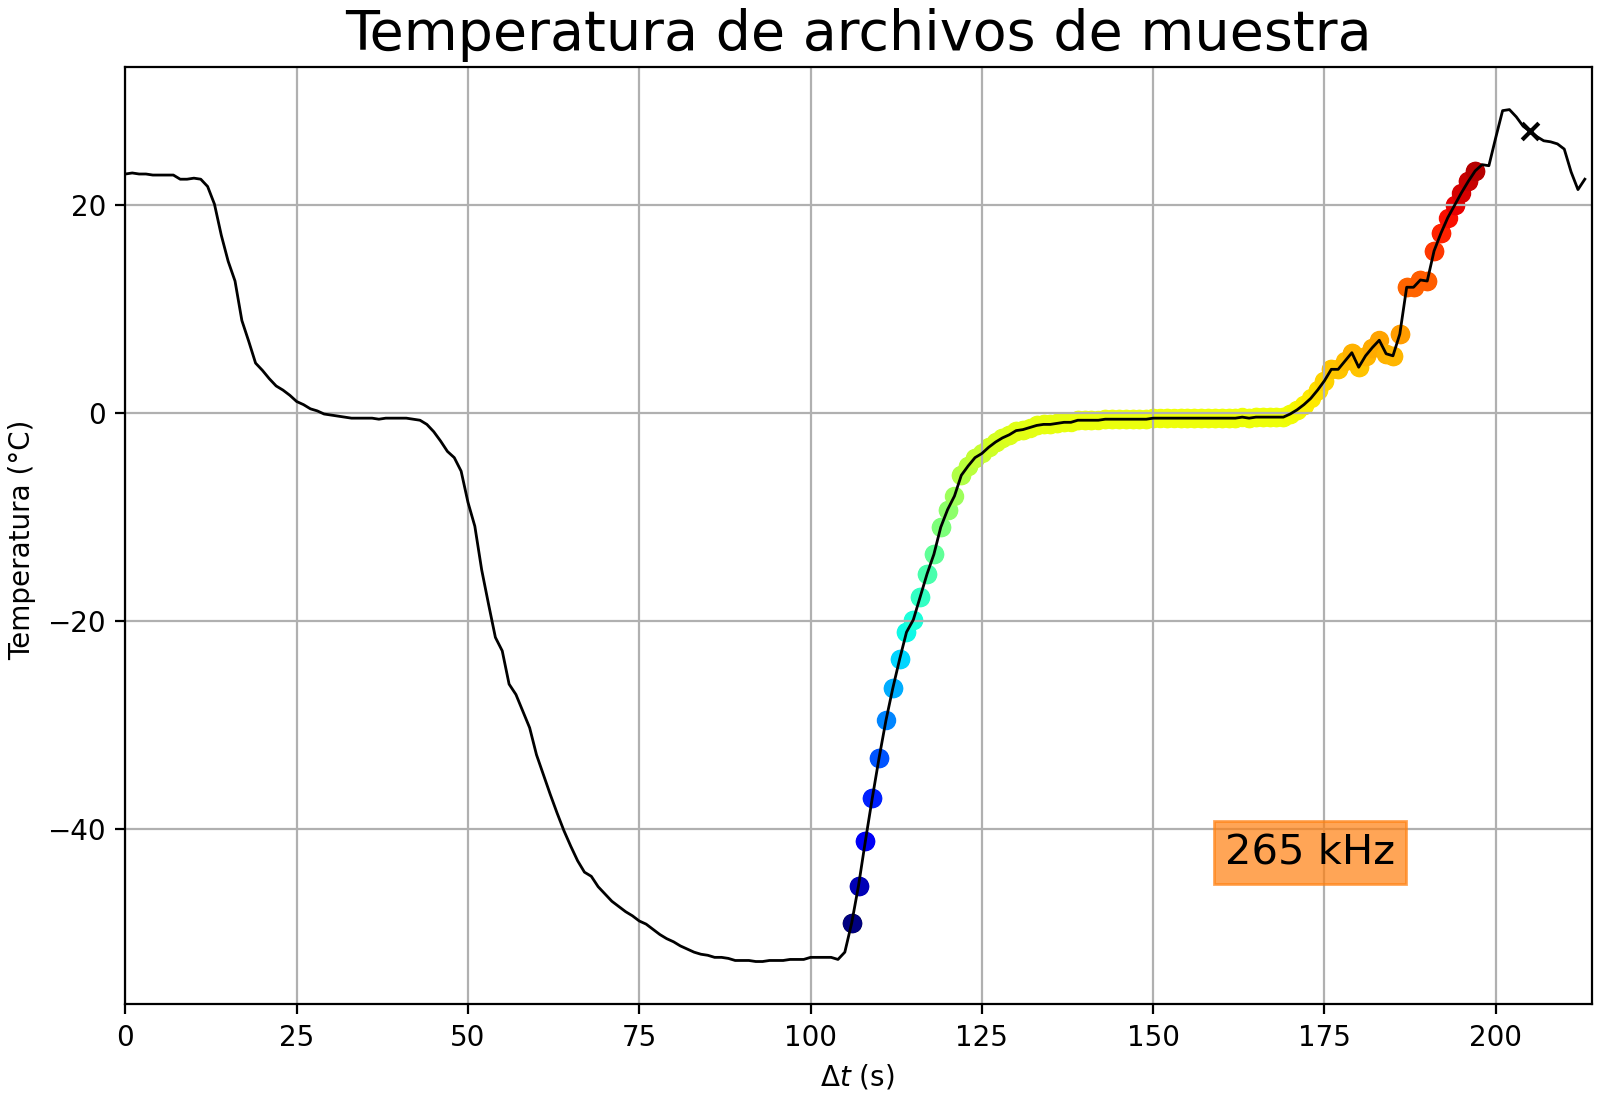 Temperatura de archivos de muestra
Temperatura (°C)
20
0
−20
−40
265 kHz
0 25 50 75 100 125 150 175 200
Δt (s)